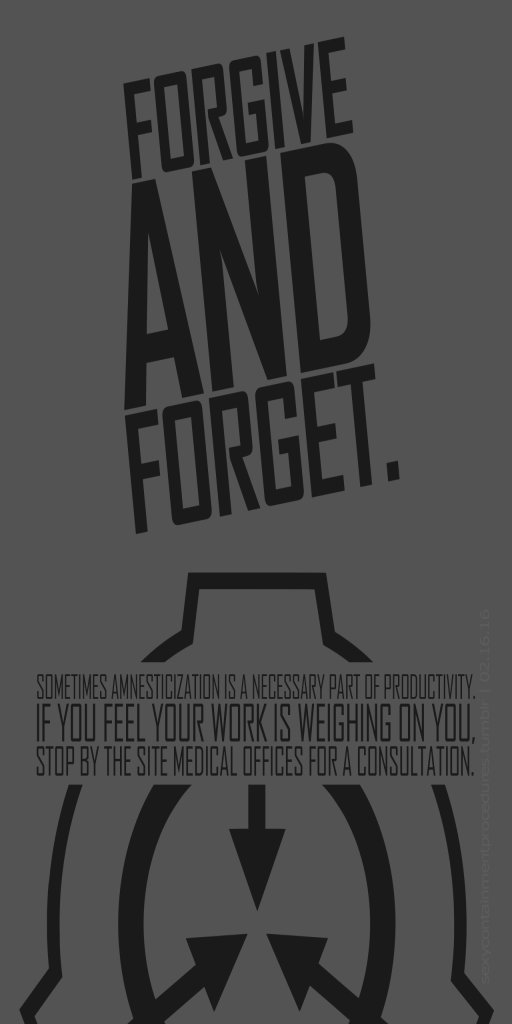 FORGIVE
AND
FORGET.
SOMETIMES AMNESTICIZATION IS A NECESSARY PART OF PRODUCTIVITY.
IF YOU FEEL YOUR WORK IS WEIGHING ON YOU,
STOP BY THE SITE MEDICAL OFFICES FOR A CONSULTATION.
sexycontainmentprocedures.tumblr | 02.16.16